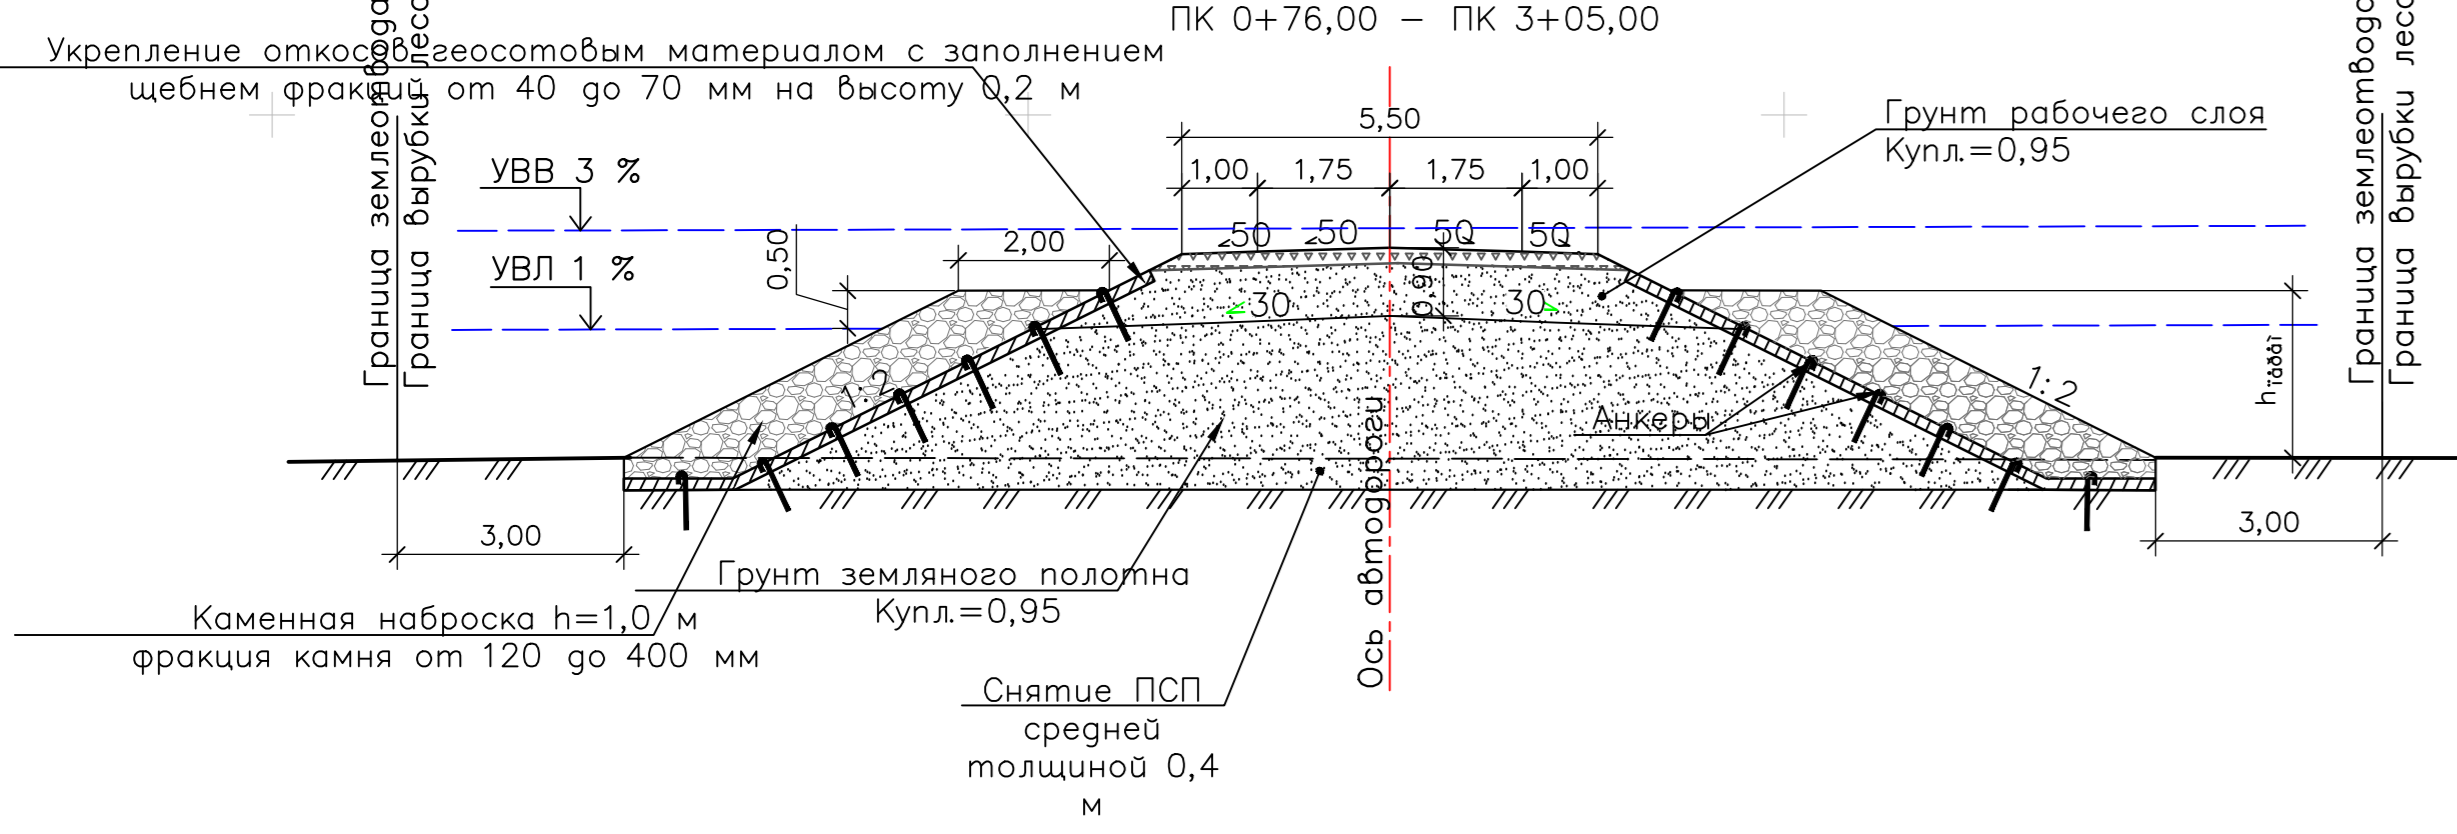 ПК 0+76,00 – ПК 3+05,00
Укрепление откосов геосотовым материалом с заполнением
щебнем фракций от 40 до 70 мм на высоту 0,2 м
Граница землеотвода
Граница вырубки
УВВ 3 %
УВЛ 1 %
5,50
1,00 1,75 1,75 1,00
Грунт рабочего слоя
Купл.=0,95
Граница землеотвода
Граница вырубки
50 50 50 50
2,00
0,50
0,90
30 30
1:2
1:2
Анкеры
Ось автодороги
3,00
3,00
Грунт земляного полотна
Купл.=0,95
Каменная наброска h=1,0 м
фракция камня от 120 до 400 мм
Снятие ПСП
средней
толщиной 0,4
м